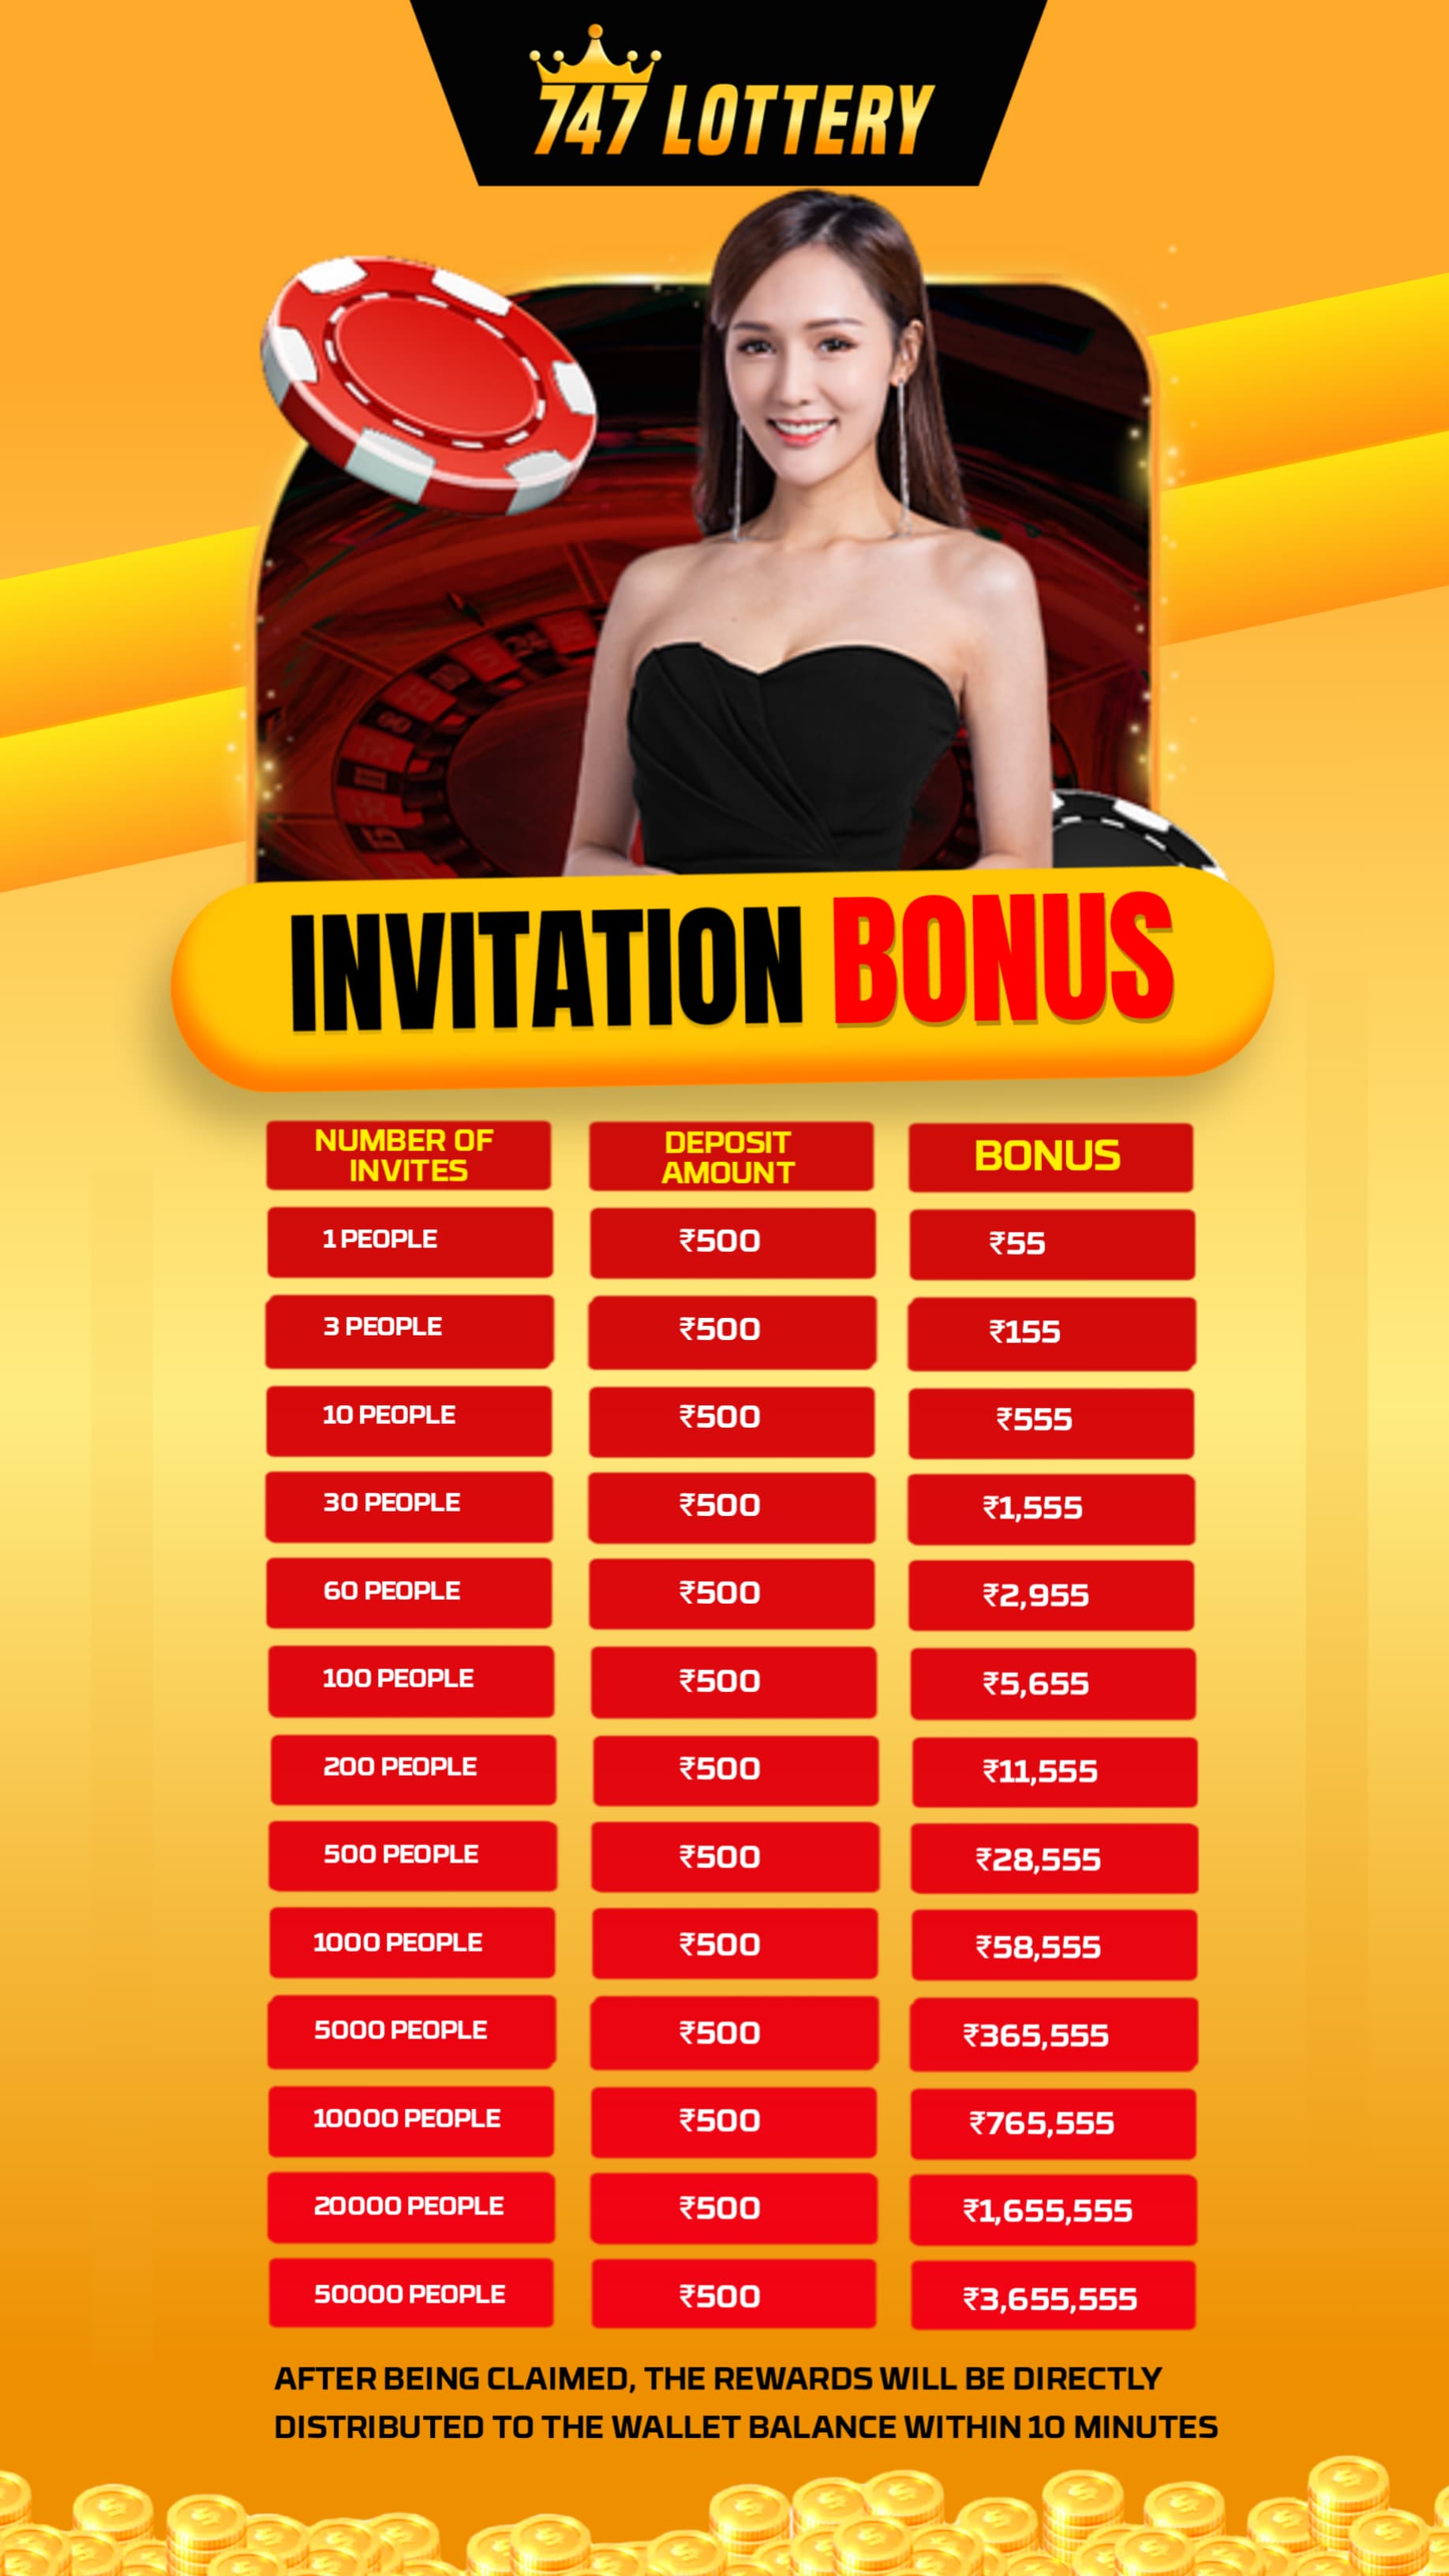 747 LOTTERY
INVITATION BONUS
NUMBER OF INVITES DEPOSIT AMOUNT BONUS
1 PEOPLE ₹500 ₹55
3 PEOPLE ₹500 ₹155
10 PEOPLE ₹500 ₹555
30 PEOPLE ₹500 ₹1,555
60 PEOPLE ₹500 ₹2,955
100 PEOPLE ₹500 ₹5,655
200 PEOPLE ₹500 ₹11,555
500 PEOPLE ₹500 ₹28,555
1000 PEOPLE ₹500 ₹58,555
5000 PEOPLE ₹500 ₹365,555
10000 PEOPLE ₹500 ₹765,555
20000 PEOPLE ₹500 ₹1,655,555
50000 PEOPLE ₹500 ₹3,655,555
AFTER BEING CLAIMED, THE REWARDS WILL BE DIRECTLY
DISTRIBUTED TO THE WALLET BALANCE WITHIN 10 MINUTES